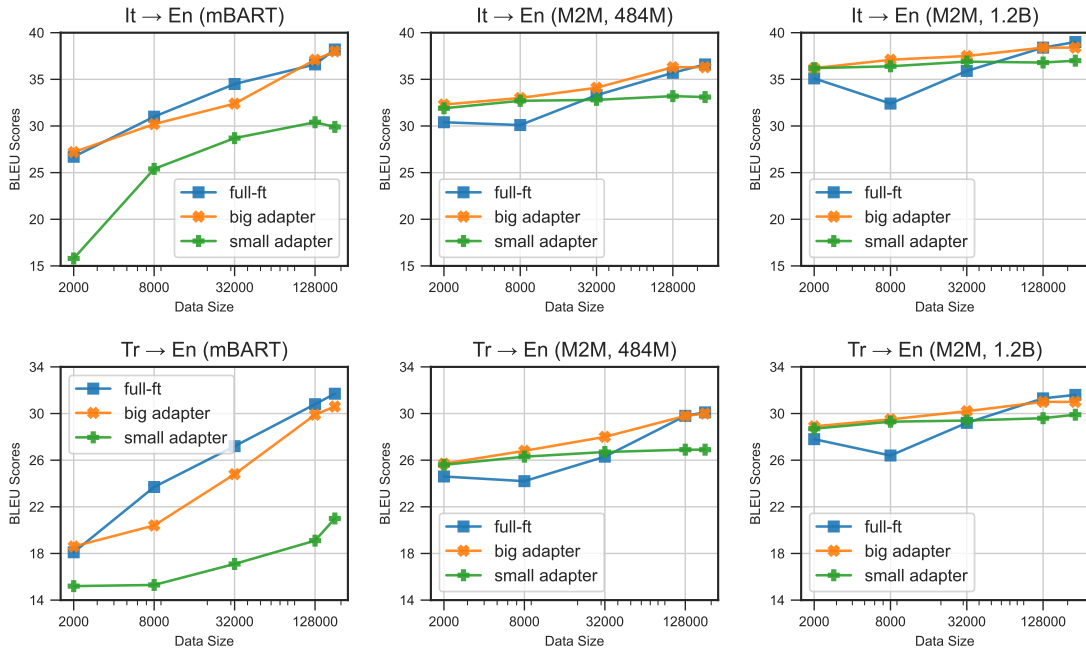 It → En (mBART)
40
35
30
25
20
15
BLEU Scores
full-ft
big adapter
small adapter
2000
8000
32000
128000
Data Size
It → En (M2M, 484M)
40
35
30
25
20
15
BLEU Scores
full-ft
big adapter
small adapter
2000
8000
32000
128000
Data Size
It → En (M2M, 1.2B)
40
35
30
25
20
15
BLEU Scores
full-ft
big adapter
small adapter
2000
8000
32000
128000
Data Size
Tr → En (mBART)
34
30
26
22
18
14
BLEU Scores
full-ft
big adapter
small adapter
2000
8000
32000
128000
Data Size
Tr → En (M2M, 484M)
34
30
26
22
18
14
BLEU Scores
full-ft
big adapter
small adapter
2000
8000
32000
128000
Data Size
Tr → En (M2M, 1.2B)
34
30
26
22
18
14
BLEU Scores
full-ft
big adapter
small adapter
2000
8000
32000
128000
Data Size